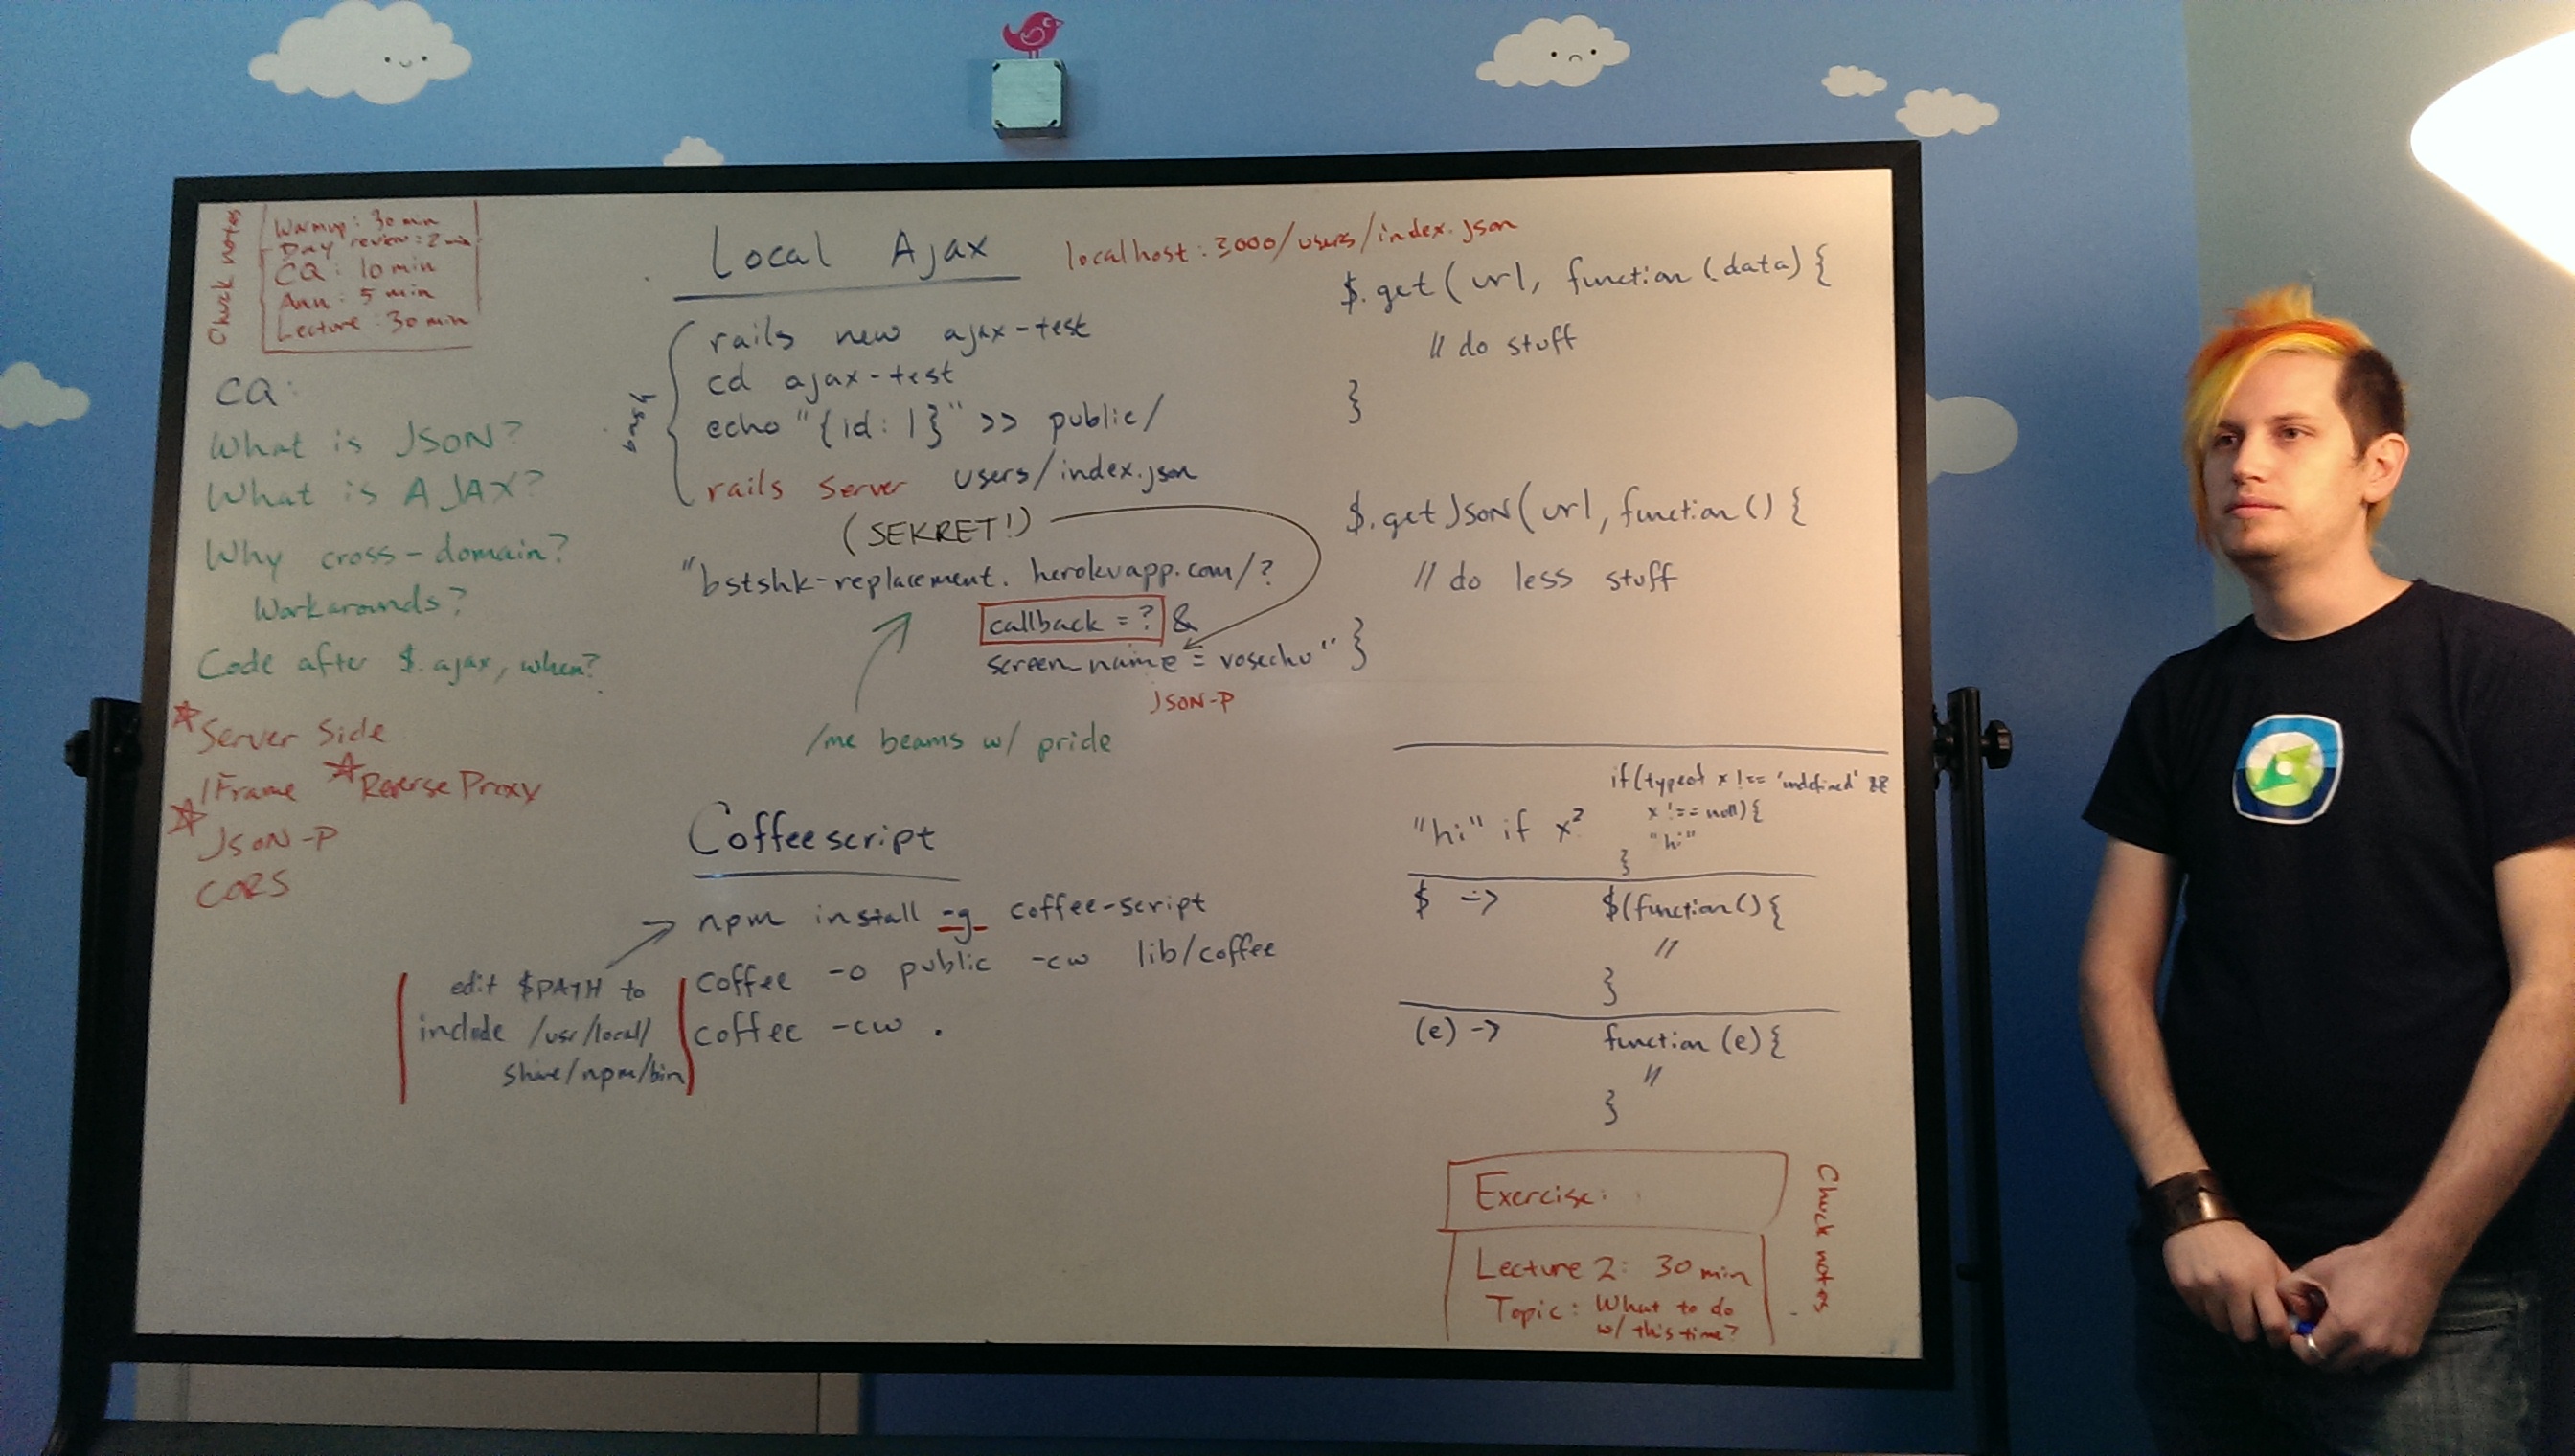 Chuck notes
Warmup: 30 min
Day review: 2 min
CQ: 10 min
Ann: 5 min
Lecture: 30 min
CQ:
What is JSON?
What is AJAX?
Why cross-domain?
Workarounds?
Code after $.ajax, when?
Server Side
IFrame
Reverse Proxy
JSON-P
CORS
Local Ajax
localhost:3000/users/index.json
rails new ajax-test
cd ajax-test
echo "{id: 1}" >> public/
users/index.json
rails server
(SEKRET!)
"bstshk-replacement.herokuapp.com/?
callback = ? &
screen_name = vosechu" }
JSON-P
/me beams w/ pride
Coffeescript
npm install -g coffee-script
coffee -o public -cw lib/coffee
coffee -cw .
edit $PATH to
include /usr/local/
share/npm/bin
$.get(url, function(data){
// do stuff
}
$.getJSON(url, function(){
// do less stuff
"hi" if x?
if(typeof x !== 'undefined' &&
x !== null){
"hi"
}
$ ->
$(function(){
//
}
(e) ->
function(e){
//
}
Exercise:
Lecture 2: 30 min
Topic: What to do
w/ this time?
Chuck notes